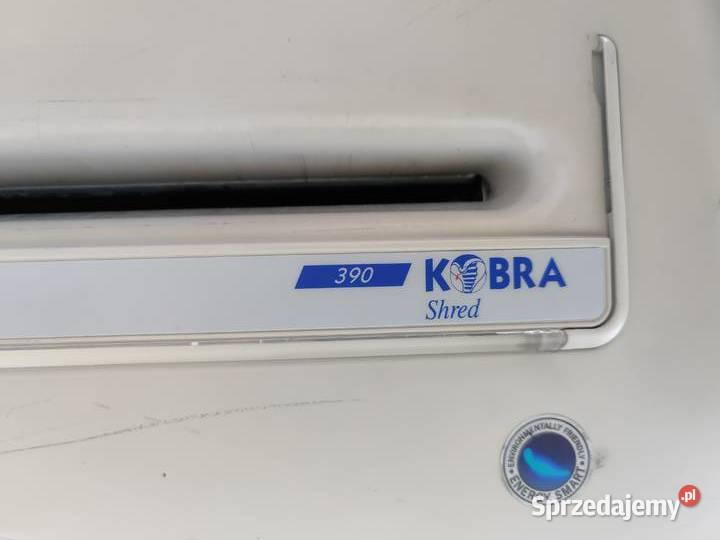 390 KOBRA
Shred
ENVIRONMENTALLY FRIENDLY
ENERGY SMART
Sprzedajemy.pl